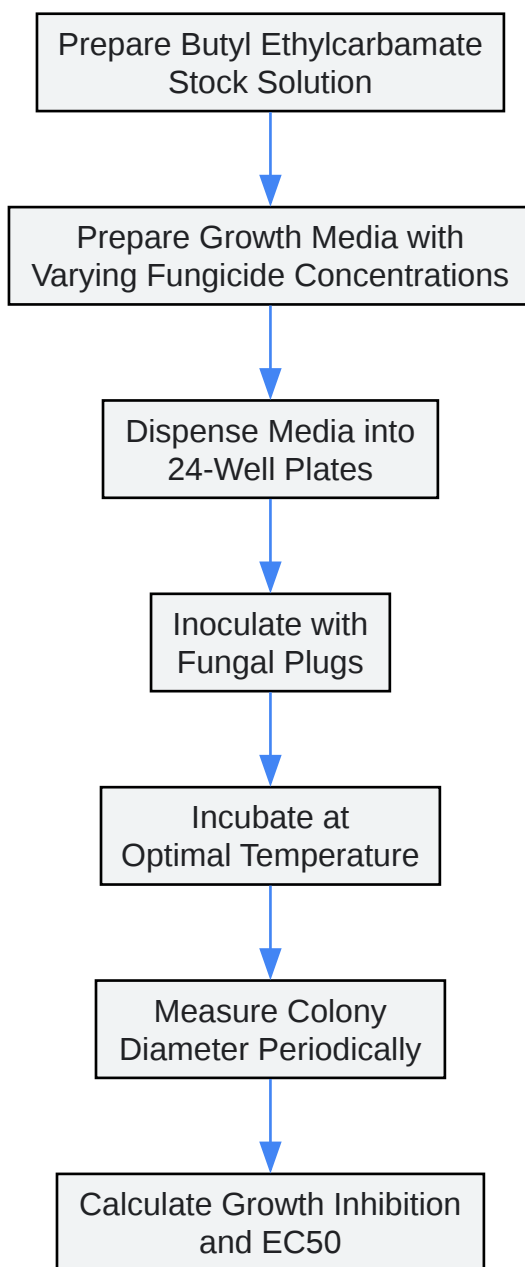 Prepare Butyl Ethylcarbamate
Stock Solution
Prepare Growth Media with
Varying Fungicide Concentrations
Dispense Media into
24-Well Plates
Inoculate with
Fungal Plugs
Incubate at
Optimal Temperature
Measure Colony
Diameter Periodically
Calculate Growth Inhibition
and EC50